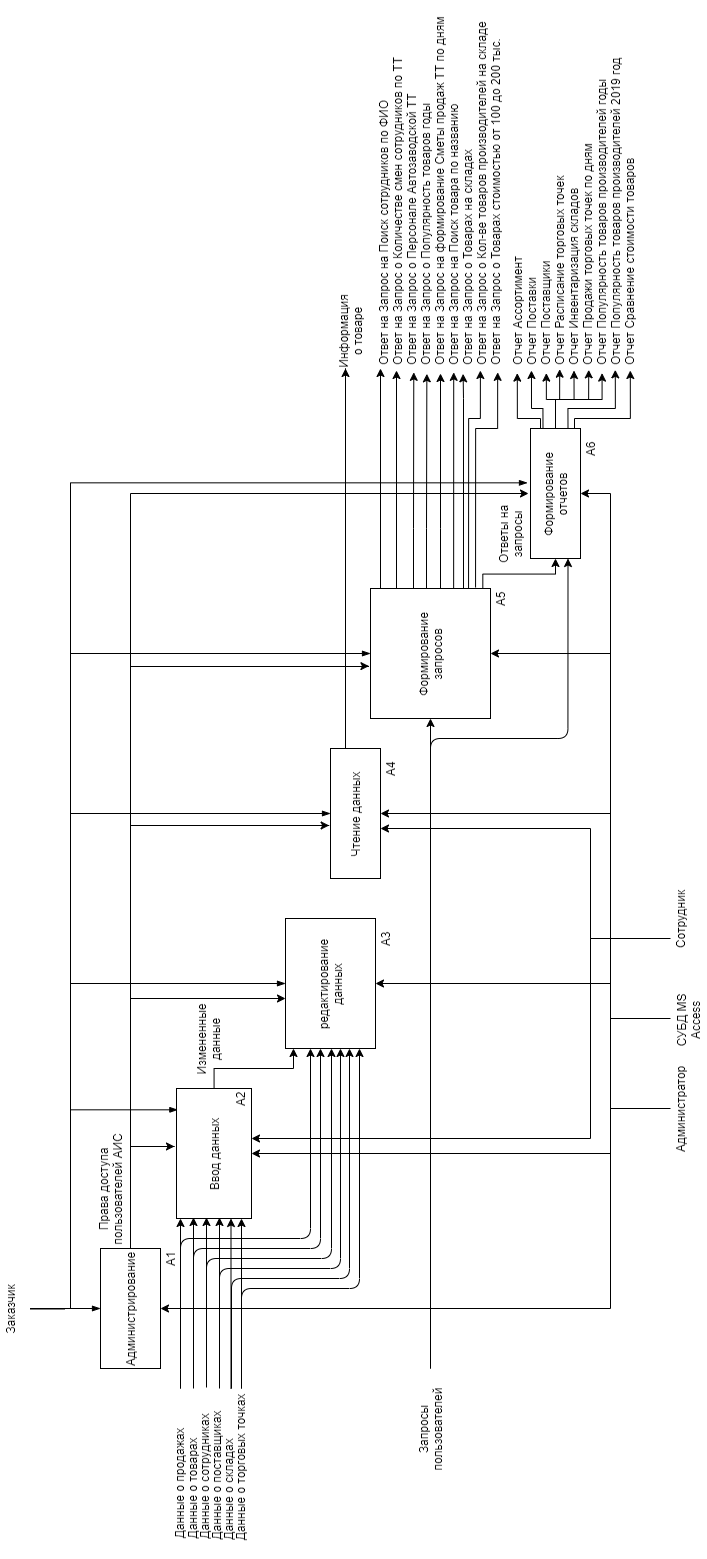 Заказчик
Права доступа
пользователей АИС
Администрирование
А1
Данные о продажах
Данные о товарах
Данные о сотрудниках
Данные о поставщиках
Данные о складах
Данные о торговых точках
Ввод данных
А2
Измененные
данные
редактирование
данных
А3
Чтение данных
А4
Информация
о товаре
Запросы
пользователей
Формирование
запросов
А5
Ответ на Запрос на Поиск сотрудников по ФИО
Ответ на Запрос о Количестве смен сотрудников по ТТ
Ответ на Запрос о Персонале Автозаводской ТТ
Ответ на Запрос о Популярность товаров годы
Ответ на Запрос на формирование Сметы продаж ТТ по дням
Ответ на Запрос на Поиск товара по названию
Ответ на Запрос о Товарах на складах
Ответ на Запрос о Кол-ве товаров производителей на складе
Ответ на Запрос о Товарах стоимостью от 100 до 200 тыс.
Ответы на
запросы
Формирование
отчетов
А6
Отчет Ассортимент
Отчет Поставки
Отчет Поставщики
Отчет Расписание торговых точек
Отчет Инвентаризация складов
Отчет Продажи торговых точек по дням
Отчет Популярность товаров производителей годы
Отчет Популярность товаров производителей 2019 год
Отчет Сравнение стоимости товаров
Администратор
СУБД MS
Access
Сотрудник